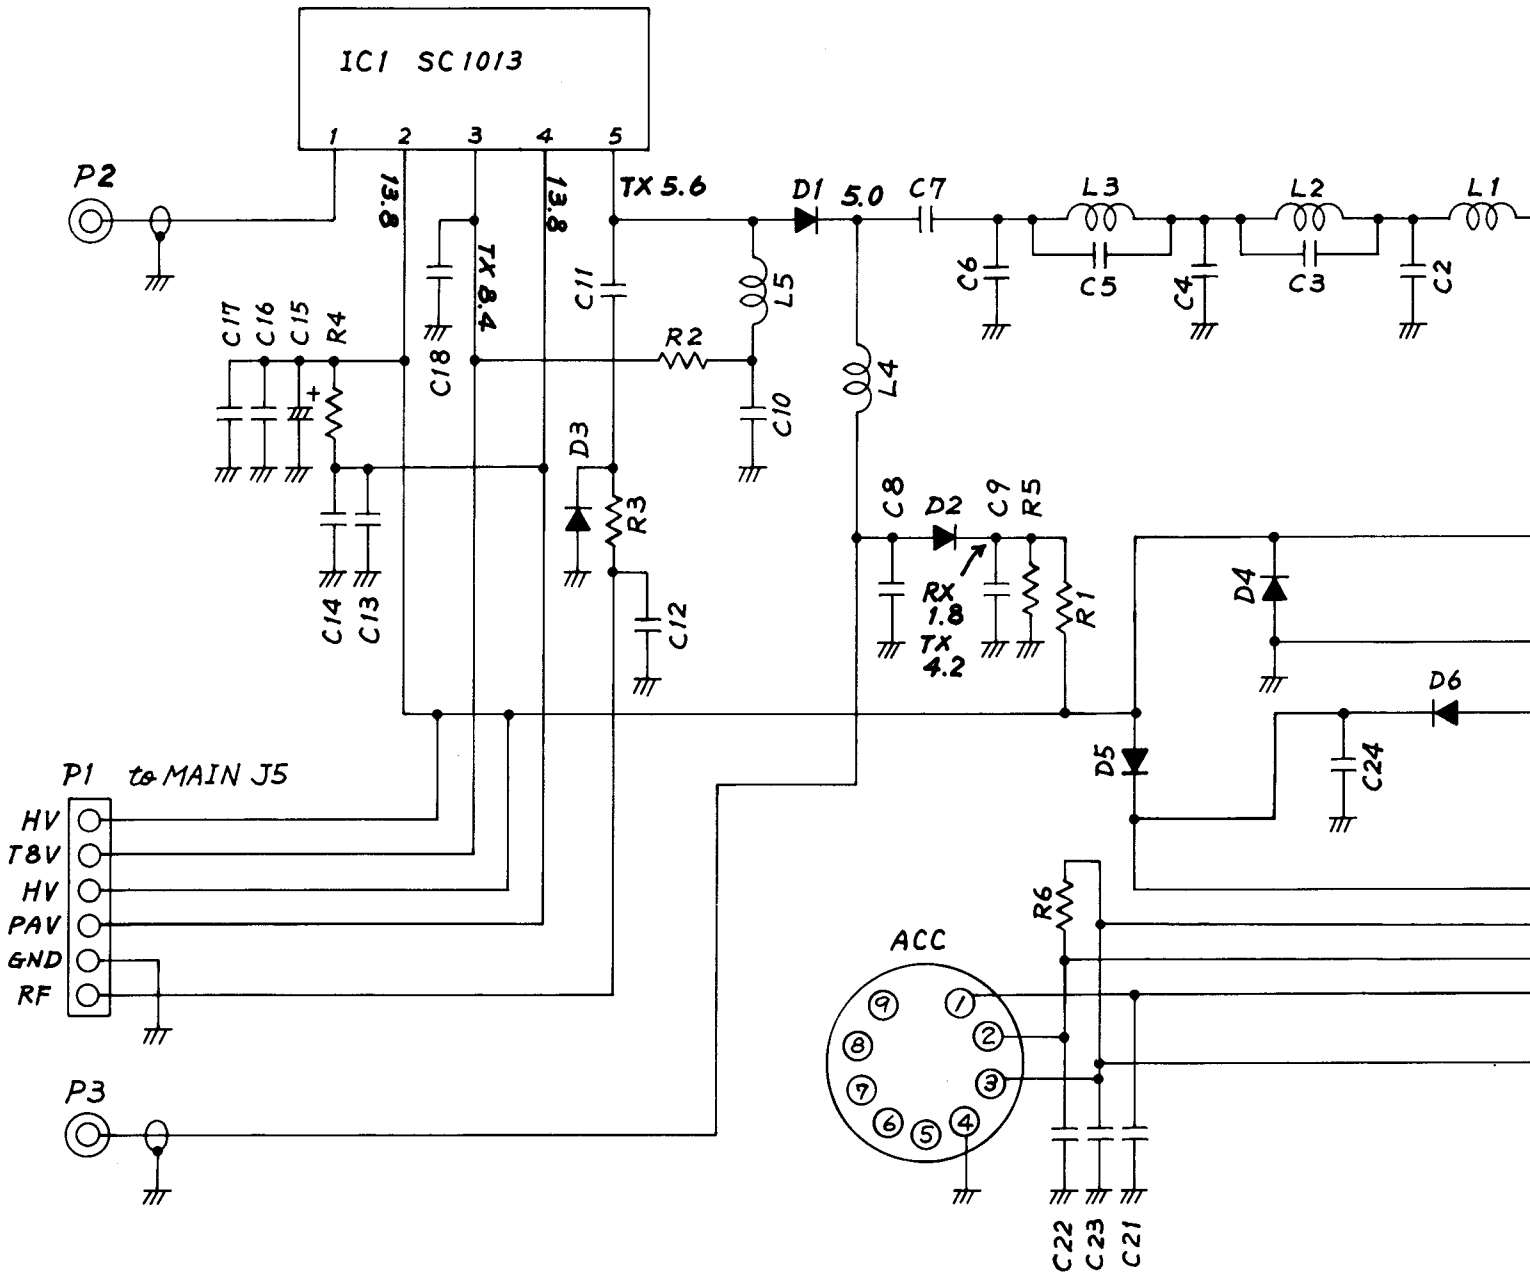 IC1 SC1013
1 2 3 4 5
P2
13.8
13.8
TX 5.6
D1
5.0
C7
L3
L2
L1
C18
TX 8.4
C11
L5
C6
C5
C4
C3
C2
C17
C16
C15
R4
+
R2
L4
C10
D3
R3
C8
D2
C9
R5
RX
1.8
TX
4.2
R1
D4
C14
C13
C12
D6
D5
C24
P1 to MAIN J5
HV
T8V
HV
PAV
GND
RF
R6
ACC
1
2
3
4
5
6
7
8
9
P3
C22
C23
C21